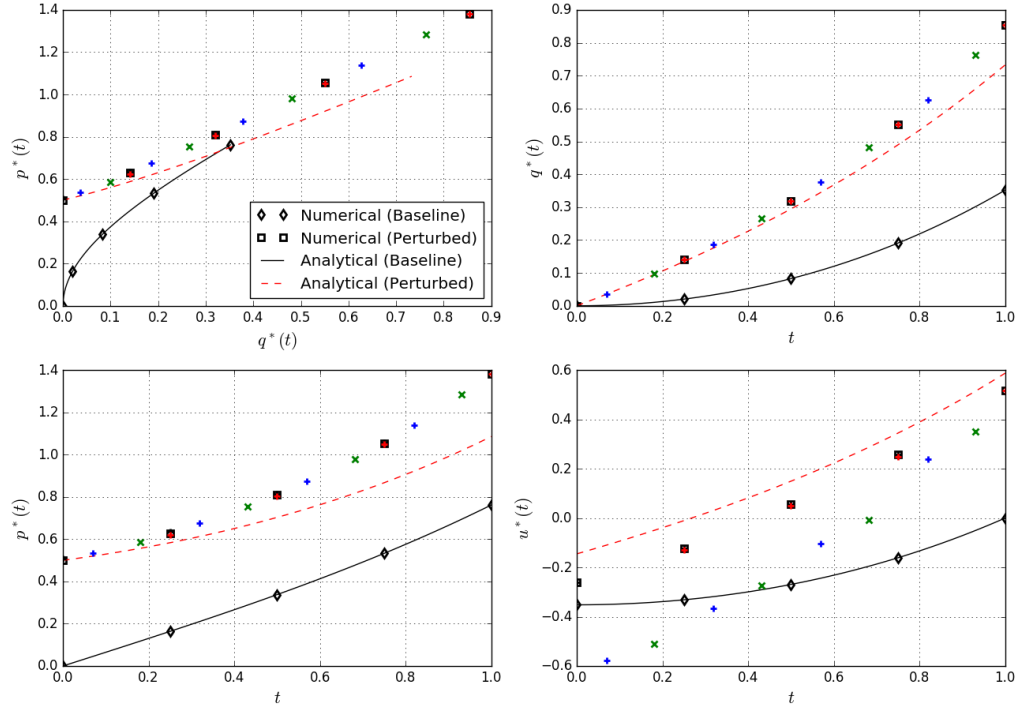 1.4
1.2
1.0
0.8
0.6
0.4
0.2
0.0
p*(t)
0.0 0.1 0.2 0.3 0.4 0.5 0.6 0.7 0.8 0.9
q*(t)
Numerical (Baseline)
Numerical (Perturbed)
Analytical (Baseline)
Analytical (Perturbed)
0.9
0.8
0.7
0.6
0.5
0.4
0.3
0.2
0.1
0.0
q*(t)
0.0 0.2 0.4 0.6 0.8 1.0
t
1.4
1.2
1.0
0.8
0.6
0.4
0.2
0.0
p*(t)
0.0 0.2 0.4 0.6 0.8 1.0
t
0.6
0.4
0.2
0.0
−0.2
−0.4
−0.6
u*(t)
0.0 0.2 0.4 0.6 0.8 1.0
t